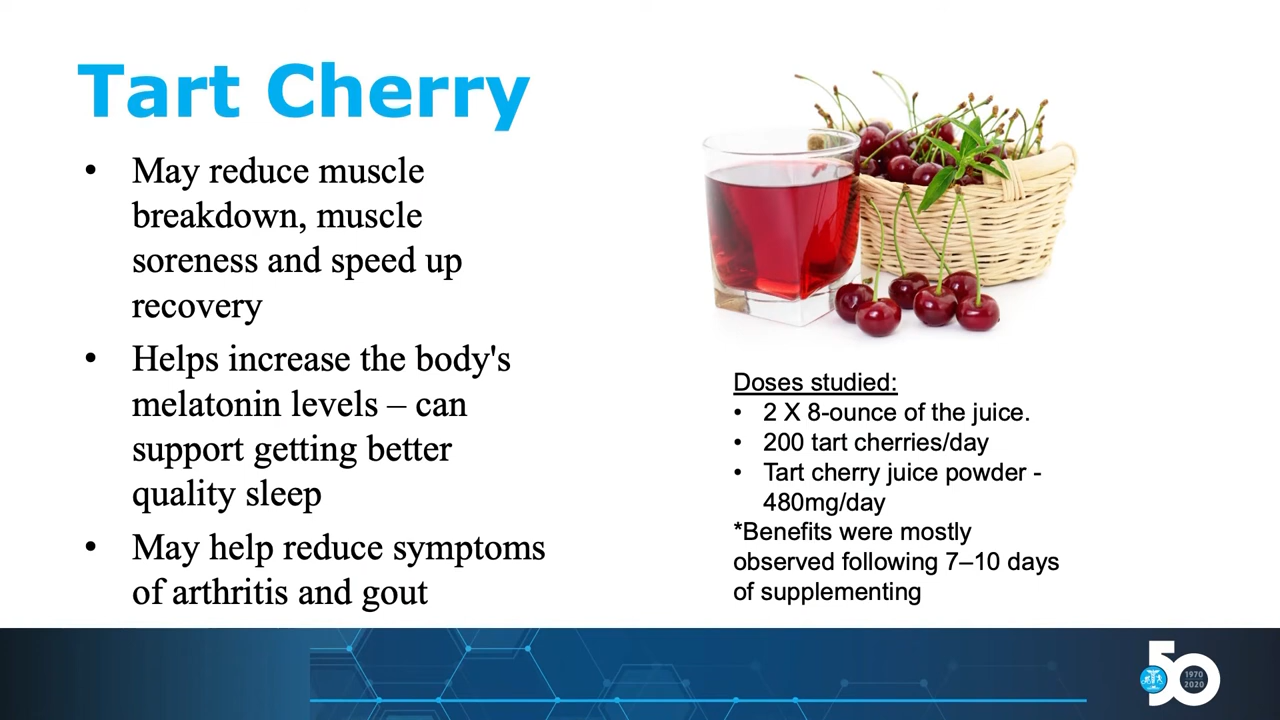 Tart Cherry
• May reduce muscle
breakdown, muscle
soreness and speed up
recovery
• Helps increase the body's
melatonin levels – can
support getting better
quality sleep
• May help reduce symptoms
of arthritis and gout
Doses studied:
• 2 X 8-ounce of the juice.
• 200 tart cherries/day
• Tart cherry juice powder -
480mg/day
*Benefits were mostly
observed following 7–10 days
of supplementing
50
1970
2020